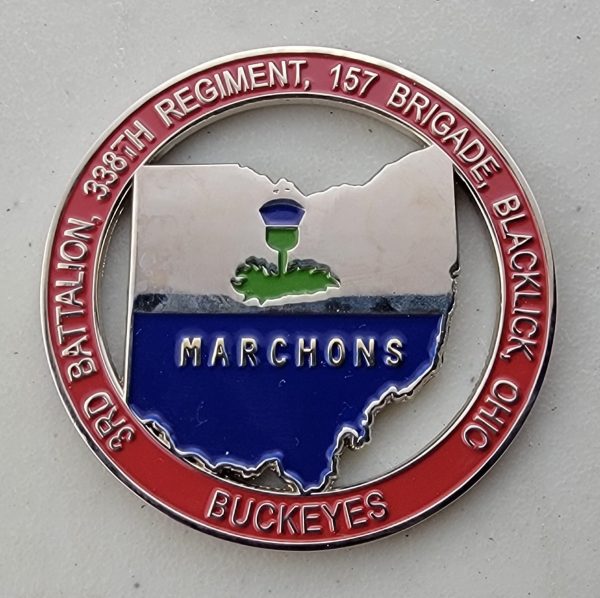 3RD BATTALION, 338TH REGIMENT, 157 BRIGADE, BLACKLICK, OHIO
MARCHONS
BUCKEYES